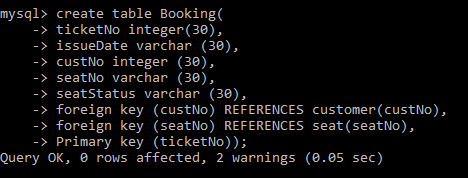 mysql> create table Booking(
    -> ticketNo integer(30),
    -> issueDate varchar (30),
    -> custNo integer (30),
    -> seatNo varchar (30),
    -> seatStatus varchar (30),
    -> foreign key (custNo) REFERENCES customer(custNo),
    -> foreign key (seatNo) REFERENCES seat(seatNo),
    -> Primary key (ticketNo));
Query OK, 0 rows affected, 2 warnings (0.05 sec)